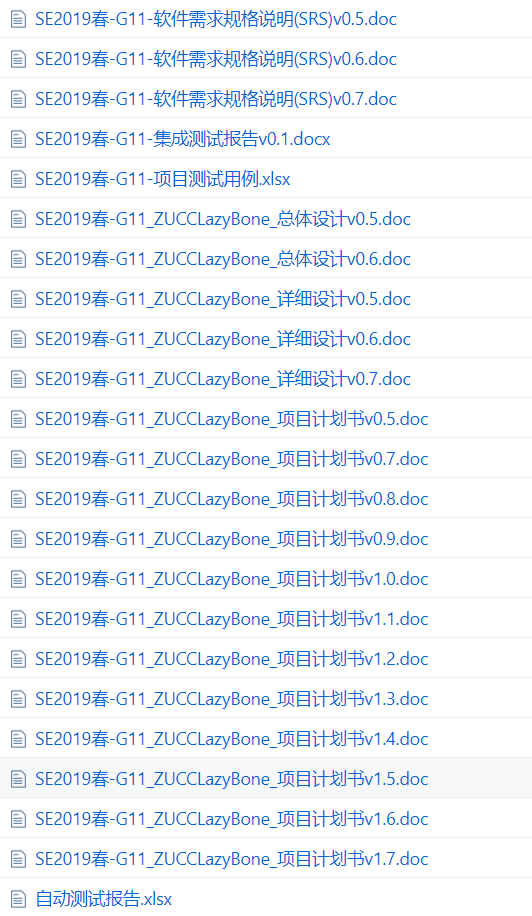 SE2019春-G11-软件需求规格说明(SRS)v0.5.doc
SE2019春-G11-软件需求规格说明(SRS)v0.6.doc
SE2019春-G11-软件需求规格说明(SRS)v0.7.doc
SE2019春-G11-集成测试报告v0.1.docx
SE2019春-G11-项目测试用例.xlsx
SE2019春-G11_ZUCCLazyBone_总体设计v0.5.doc
SE2019春-G11_ZUCCLazyBone_总体设计v0.6.doc
SE2019春-G11_ZUCCLazyBone_详细设计v0.5.doc
SE2019春-G11_ZUCCLazyBone_详细设计v0.6.doc
SE2019春-G11_ZUCCLazyBone_详细设计v0.7.doc
SE2019春-G11_ZUCCLazyBone_项目计划书v0.5.doc
SE2019春-G11_ZUCCLazyBone_项目计划书v0.7.doc
SE2019春-G11_ZUCCLazyBone_项目计划书v0.8.doc
SE2019春-G11_ZUCCLazyBone_项目计划书v0.9.doc
SE2019春-G11_ZUCCLazyBone_项目计划书v1.0.doc
SE2019春-G11_ZUCCLazyBone_项目计划书v1.1.doc
SE2019春-G11_ZUCCLazyBone_项目计划书v1.2.doc
SE2019春-G11_ZUCCLazyBone_项目计划书v1.3.doc
SE2019春-G11_ZUCCLazyBone_项目计划书v1.4.doc
SE2019春-G11_ZUCCLazyBone_项目计划书v1.5.doc
SE2019春-G11_ZUCCLazyBone_项目计划书v1.6.doc
SE2019春-G11_ZUCCLazyBone_项目计划书v1.7.doc
自动测试报告.xlsx